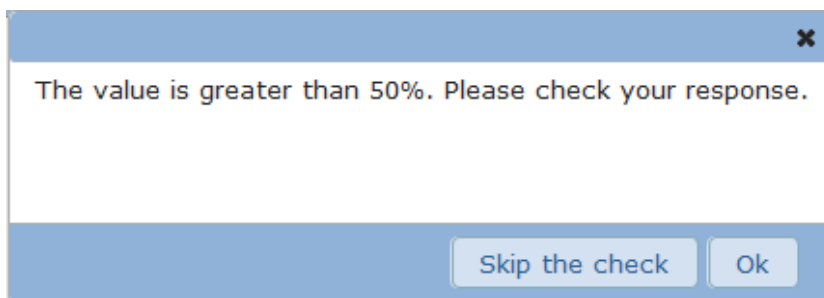 The value is greater than 50%. Please check your response.
Skip the check Ok